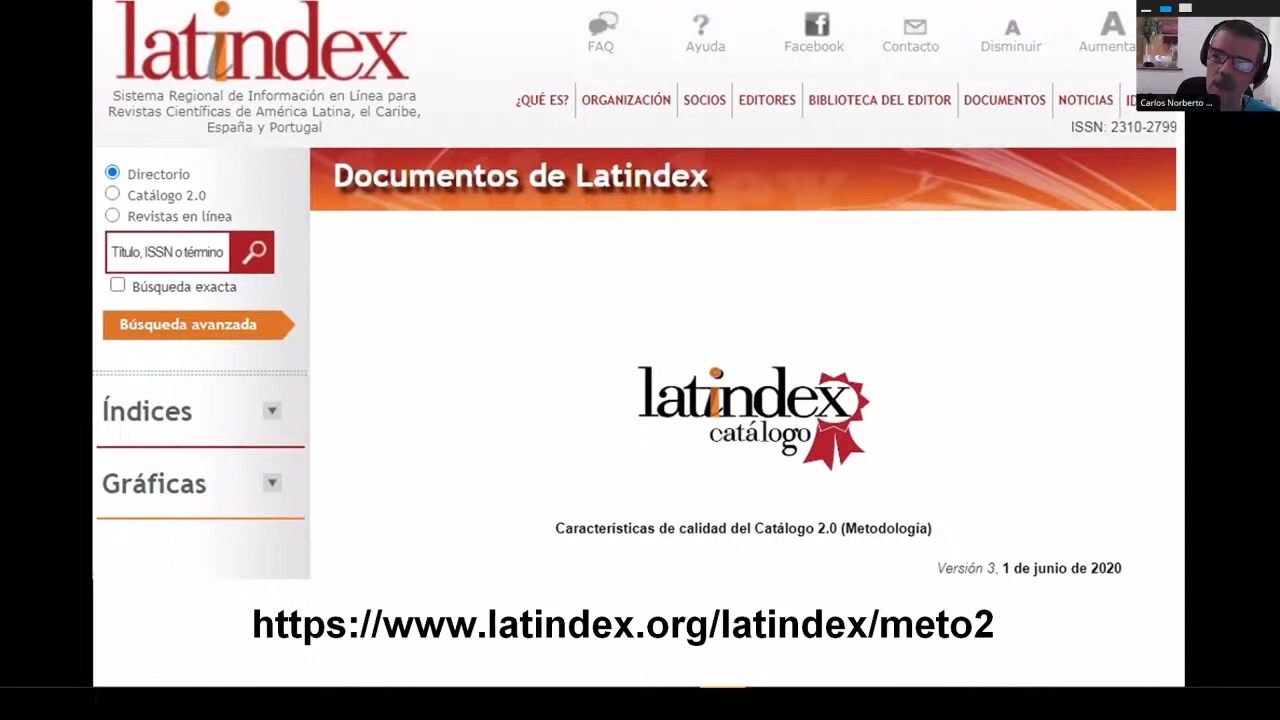 latindex
Sistema Regional de Información en Línea para
Revistas Científicas de América Latina, el Caribe,
España y Portugal
FAQ
Ayuda
Facebook
Contacto
Disminuir
Aumenta
Carlos Norberto ...
¿QUÉ ES?
ORGANIZACIÓN
SOCIOS
EDITORES
BIBLIOTECA DEL EDITOR
DOCUMENTOS
NOTICIAS
ISSN: 2310-2799
Directorio
Catálogo 2.0
Revistas en línea
Título, ISSN o término
Búsqueda exacta
Búsqueda avanzada
Índices
Gráficas
Documentos de Latindex
latindex
catálogo
Características de calidad del Catálogo 2.0 (Metodología)
Versión 3, 1 de junio de 2020
https://www.latindex.org/latindex/meto2